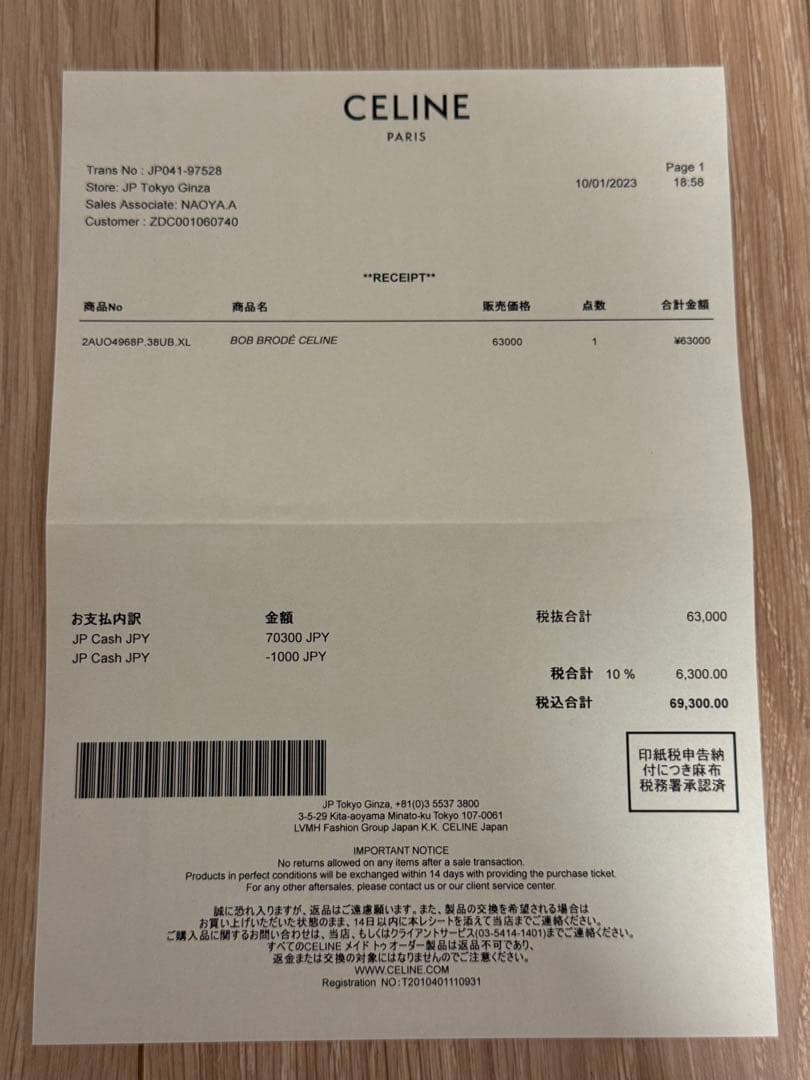 CELINE
PARIS
Trans No : JP041-97528
Store: JP Tokyo Ginza
Sales Associate: NAOYA.A
Customer : ZDC001060740
Page 1
10/01/2023 18:58
**RECEIPT**
商品No 商品名 販売価格 点数 合計金額
2AUO4968P.38UB.XL BOB BRODÉ CELINE 63000 1 ¥63000
お支払内訳 金額 税抜合計 63,000
JP Cash JPY 70300 JPY
JP Cash JPY -1000 JPY
税合計 10 % 6,300.00
税込合計 69,300.00
印紙税申告納
付につき麻布
税務署承認済
JP Tokyo Ginza, +81(0)3 5537 3800
3-5-29 Kita-aoyama Minato-ku Tokyo 107-0061
LVMH Fashion Group Japan K.K. CELINE Japan
IMPORTANT NOTICE
No returns allowed on any items after a sale transaction.
Products in perfect conditions will be exchanged within 14 days with providing the purchase ticket.
For any other aftersales, please contact us or our client service center.
誠に恐れ入りますが、返品はご遠慮願います。また、製品の交換を希望される場合は
お買い上げいただいた状態のまま、14日以内に本レシートを添えて当店までご連絡ください。
ご購入品に関するお問い合わせは、当店、もしくはクライアントサービス(03-5414-1401)までご連絡ください。
すべてのCELINE メイド トゥ オーダー製品は返品不可であり、
返金または交換の対象にはなりませんのでご注意ください。
WWW.CELINE.COM
Registration NO : T2010401110931